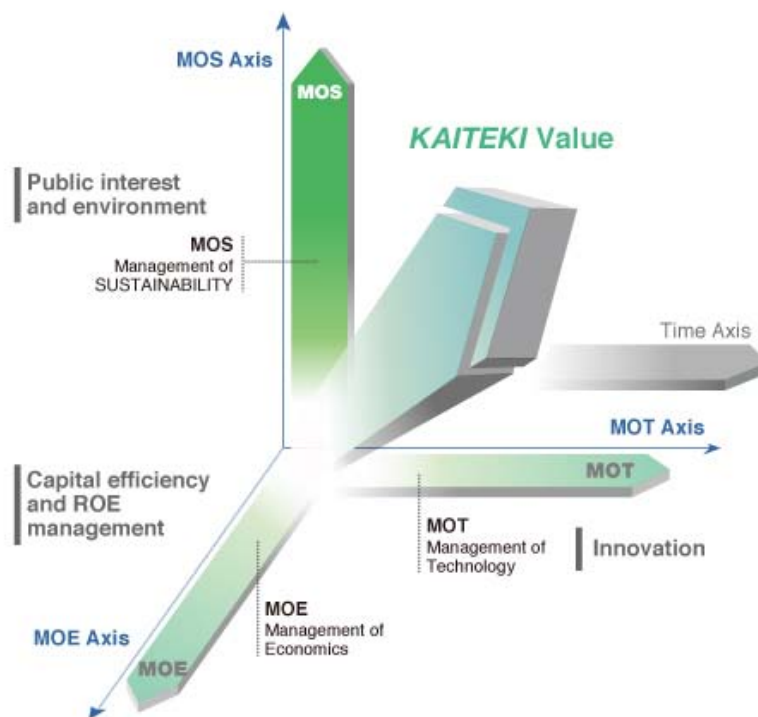 MOS Axis
MOS
KAITEKI Value
Public interest
and environment
MOS
Management of
SUSTAINABILITY
Time Axis
MOT Axis
MOT
Capital efficiency
and ROE
management
MOT
Management of
Technology
Innovation
MOE
Management of
Economics
MOE Axis
MOE